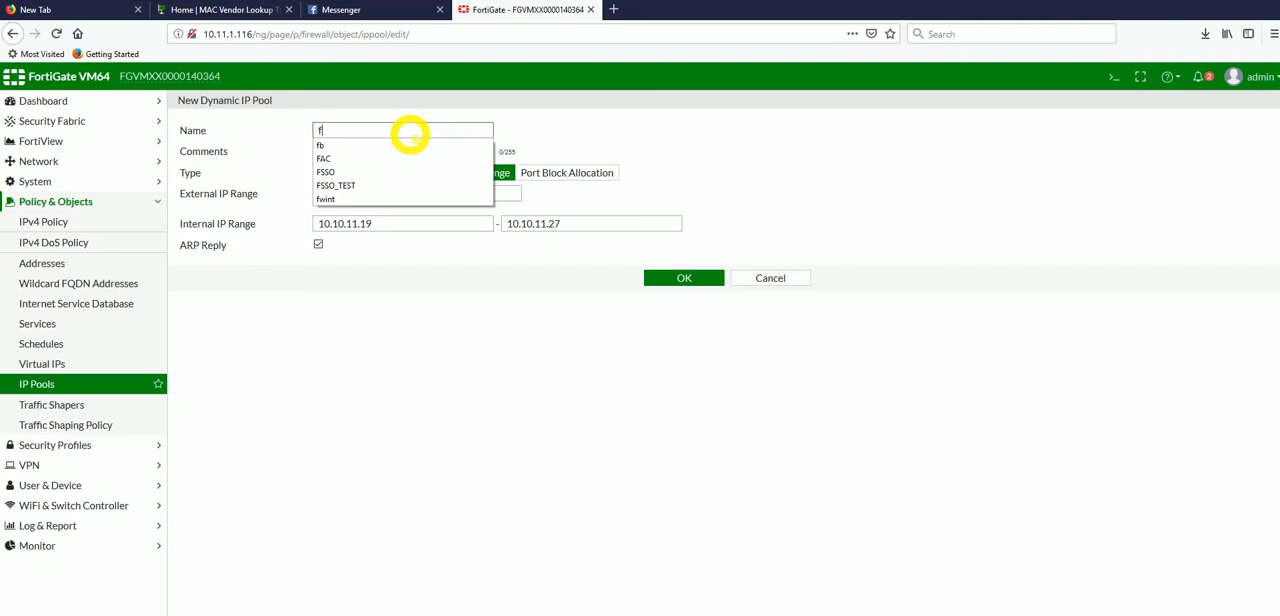 New Tab
Home | MAC Vendor Lookup T
Messenger
FortiGate - FGVMXX0000140364
10.11.1.116/ng/page/p/firewall/object/ippool/edit/
Search
Most Visited
Getting Started
FortiGate VM64
FGVMXX0000140364
2
admin
Dashboard
Security Fabric
FortiView
Network
System
Policy & Objects
IPv4 Policy
IPv4 DoS Policy
Addresses
Wildcard FQDN Addresses
Internet Service Database
Services
Schedules
Virtual IPs
IP Pools
Traffic Shapers
Traffic Shaping Policy
Security Profiles
VPN
User & Device
WiFi & Switch Controller
Log & Report
Monitor
New Dynamic IP Pool
Name
f
fb
FAC
FSSO
FSSO_TEST
fwint
Comments
0/255
Type
nge
Port Block Allocation
External IP Range
Internal IP Range
10.10.11.19 - 10.10.11.27
ARP Reply
OK
Cancel